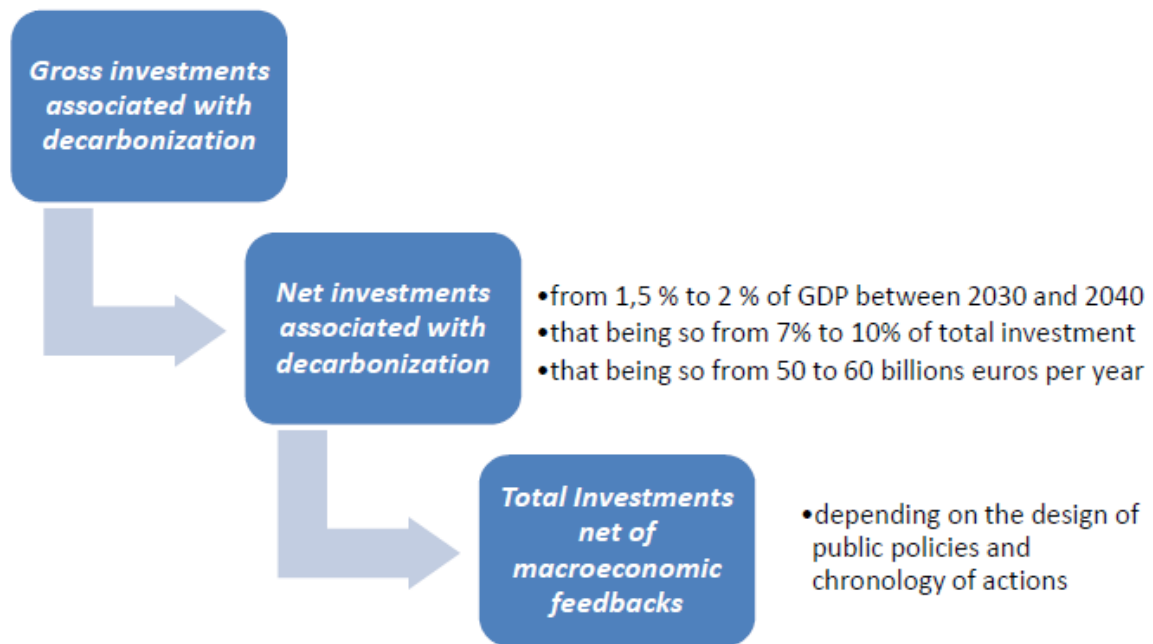 Gross investments
associated with
decarbonization
Net investments
associated with
decarbonization
•from 1,5 % to 2 % of GDP between 2030 and 2040
•that being so from 7% to 10% of total investment
•that being so from 50 to 60 billions euros per year
Total Investments
net of
macroeconomic
feedbacks
•depending on the design of
public policies and
chronology of actions